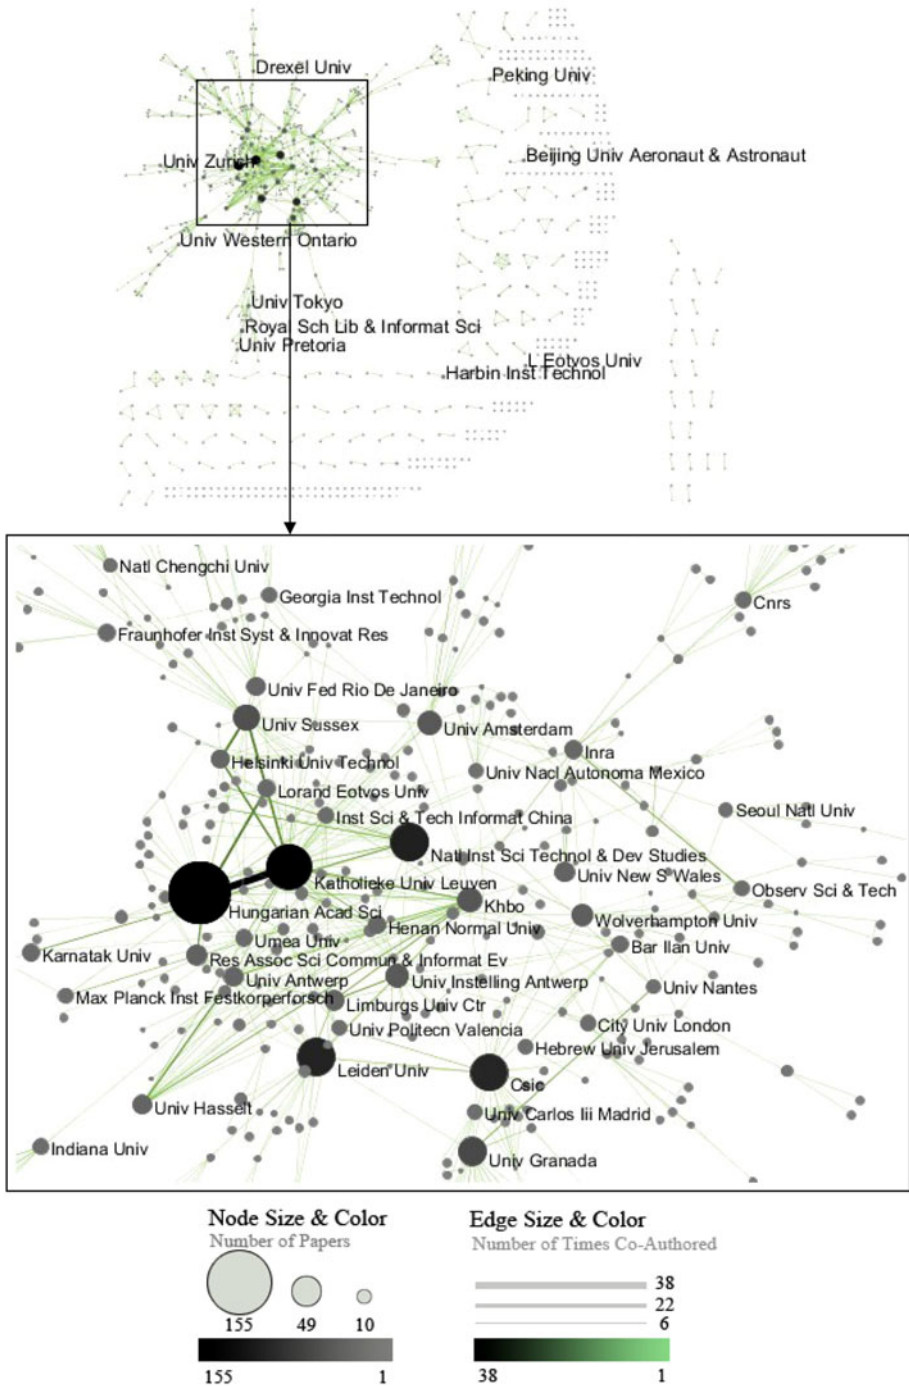 Drexel Univ
Peking Univ
Univ Zurich
Beijing Univ Aeronaut & Astronaut
Univ Western Ontario
Univ Tokyo
Royal Sch Lib & Informat Sci
Univ Pretoria
L Eotvos Univ
Harbin Inst Technol
Natl Chengchi Univ
Georgia Inst Technol
Cnrs
Fraunhofer Inst Syst & Innovat Res
Univ Fed Rio De Janeiro
Univ Sussex
Univ Amsterdam
Inra
Helsinki Univ Technol
Univ Nacl Autonoma Mexico
Lorand Eotvos Univ
Seoul Natl Univ
Inst Sci & Tech Informat China
Natl Inst Sci Technol & Dev Studies
Univ New S Wales
Katholieke Univ Leuven
Observ Sci & Tech
Khbo
Hungarian Acad Sci
Wolverhampton Univ
Henan Normal Univ
Umea Univ
Bar Ilan Univ
Karnatak Univ
Res Assoc Sci Commun & Informat Ev
Univ Antwerp
Univ Instelling Antwerp
Univ Nantes
Max Planck Inst Festkorperforsch
Limburgs Univ Ctr
Univ Politecn Valencia
City Univ London
Hebrew Univ Jerusalem
Leiden Univ
Csic
Univ Hasselt
Univ Carlos Iii Madrid
Indiana Univ
Univ Granada
Node Size & Color
Number of Papers
155 49 10
155 1
Edge Size & Color
Number of Times Co-Authored
38
22
6
38 1